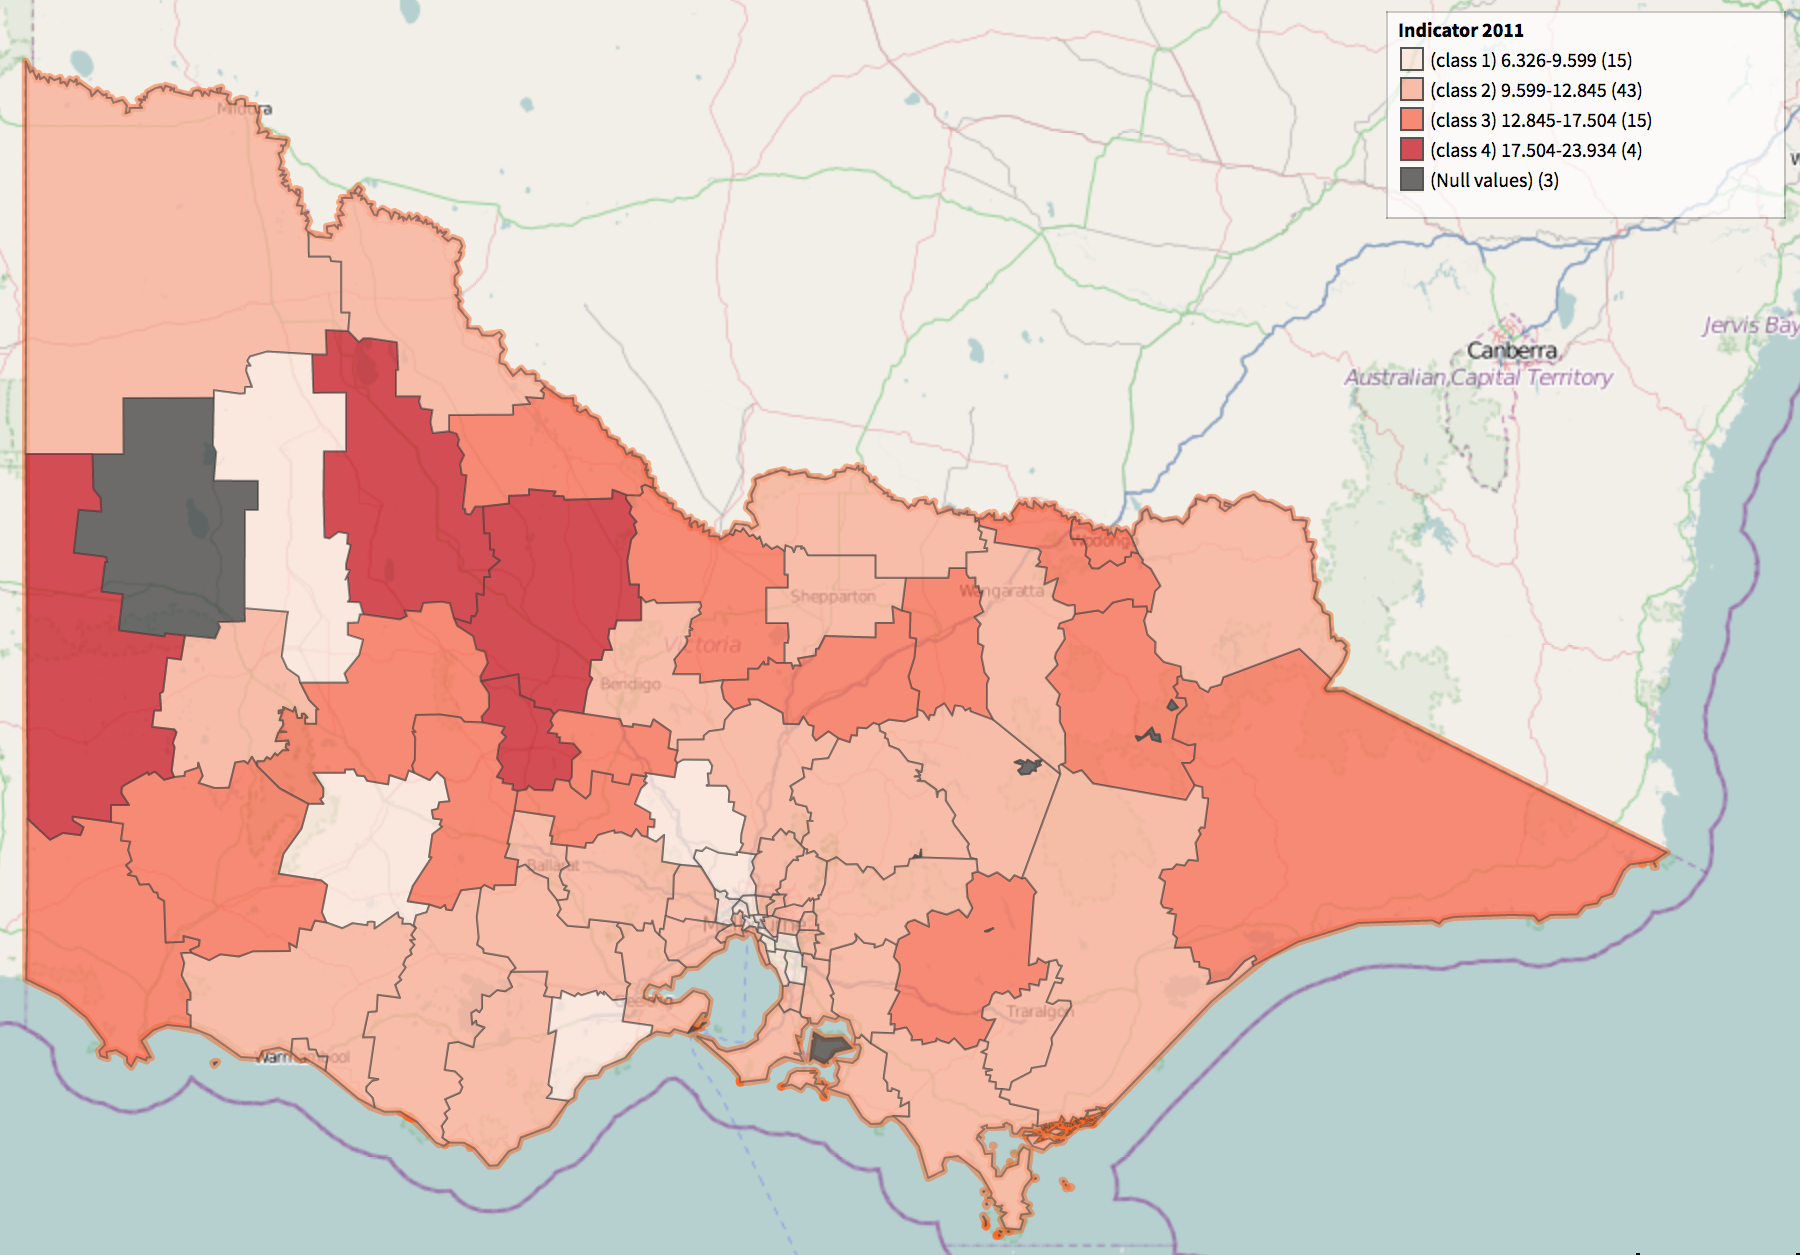 Indicator 2011
(class 1) 6.326-9.599 (15)
(class 2) 9.599-12.845 (43)
(class 3) 12.845-17.504 (15)
(class 4) 17.504-23.934 (4)
(Null values) (3)
Mildura
W
Jervis Bay
Canberra
Australian Capital Territory
Wodonga
Wangaratta
Shepparton
Victoria
Bendigo
Ballarat
Melbourne
Geelong
Traralgon
Warrnambool